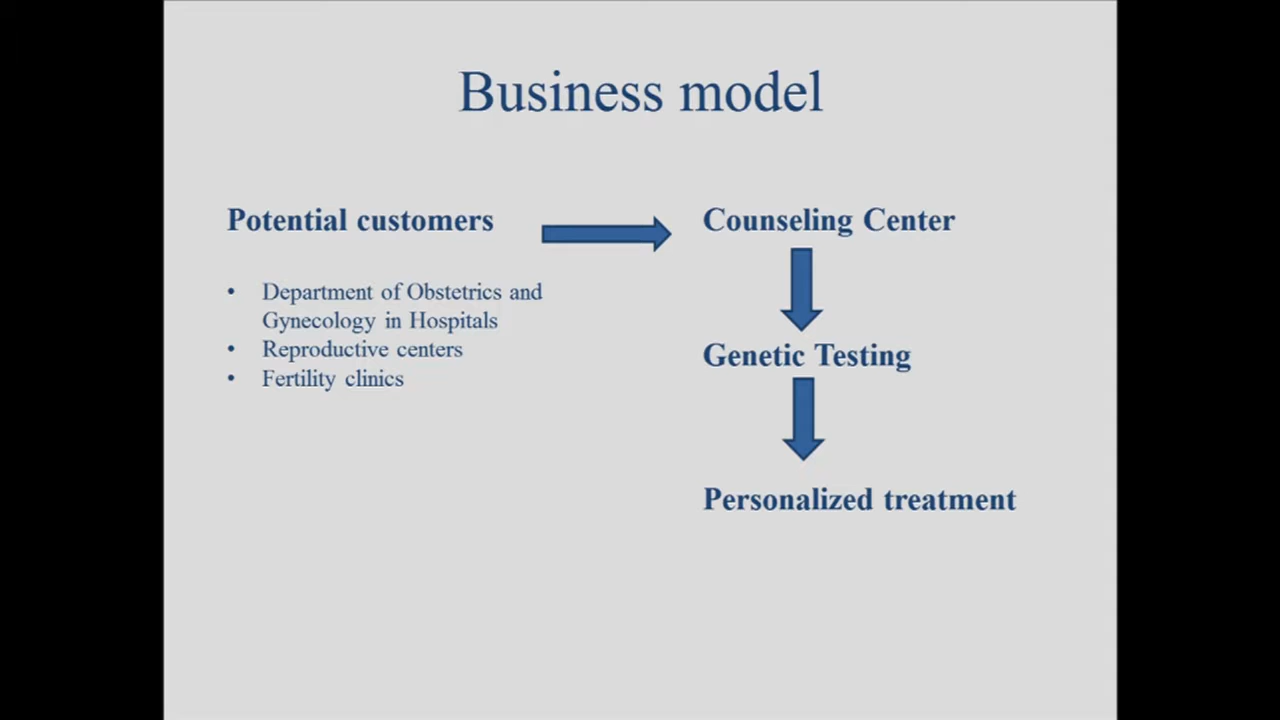 Business model
Potential customers
• Department of Obstetrics and
Gynecology in Hospitals
• Reproductive centers
• Fertility clinics
Counseling Center
Genetic Testing
Personalized treatment